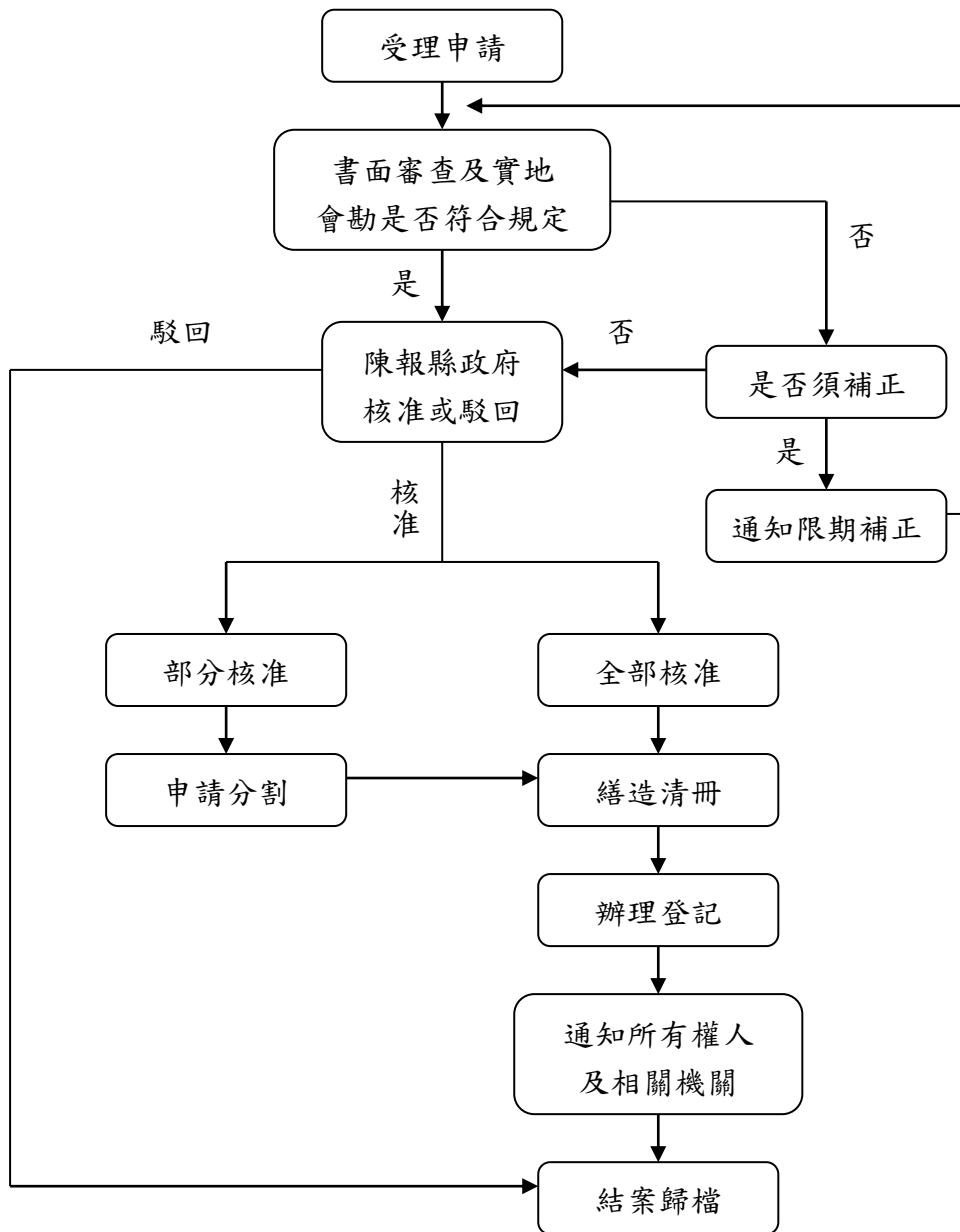 受理申請
書面審查及實地
會勘是否符合規定
否
是
駁回
陳報縣政府
核准或駁回
否
是否須補正
是
核
准
通知限期補正
部分核准
全部核准
申請分割
繕造清冊
辦理登記
通知所有權人
及相關機關
結案歸檔